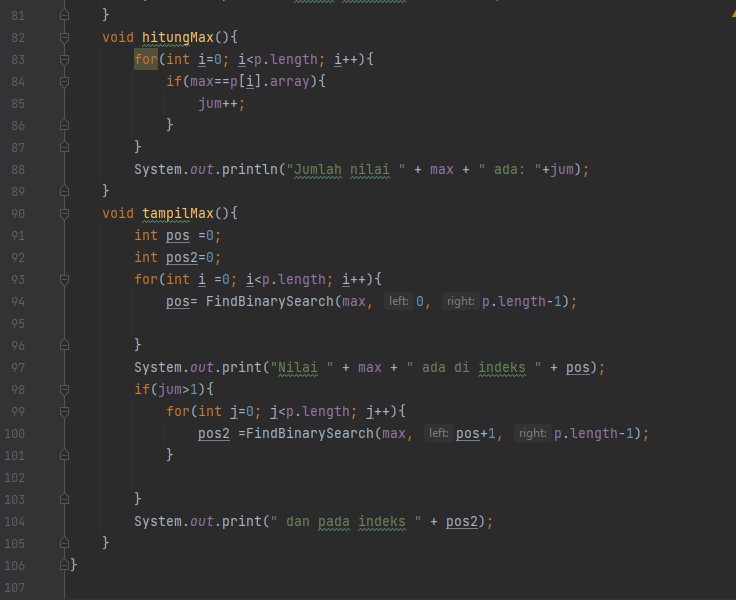 81 }
82 void hitungMax(){
83 for(int i=0; i<p.length; i++){
84 if(max==p[i].array){
85 jum++;
86 }
87 }
88 System.out.println("Jumlah nilai " + max + " ada: "+jum);
89 }
90 void tampilMax(){
91 int pos =0;
92 int pos2=0;
93 for(int i =0; i<p.length; i++){
94 pos= FindBinarySearch(max, left: 0, right: p.length-1);
95
96 }
97 System.out.print("Nilai " + max + " ada di indeks " + pos);
98 if(jum>1){
99 for(int j=0; j<p.length; j++){
100 pos2 =FindBinarySearch(max, left: pos+1, right: p.length-1);
101 }
102
103 }
104 System.out.print(" dan pada indeks " + pos2);
105 }
106 }
107